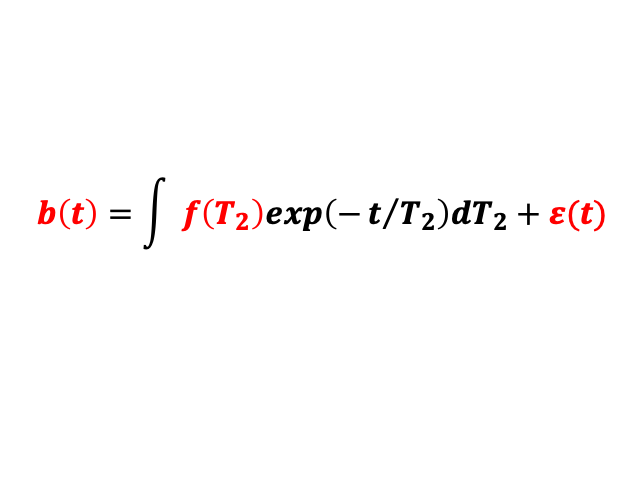 b(t) = ∫ f(T₂)exp(− t/T₂)dT₂ + ε(t)